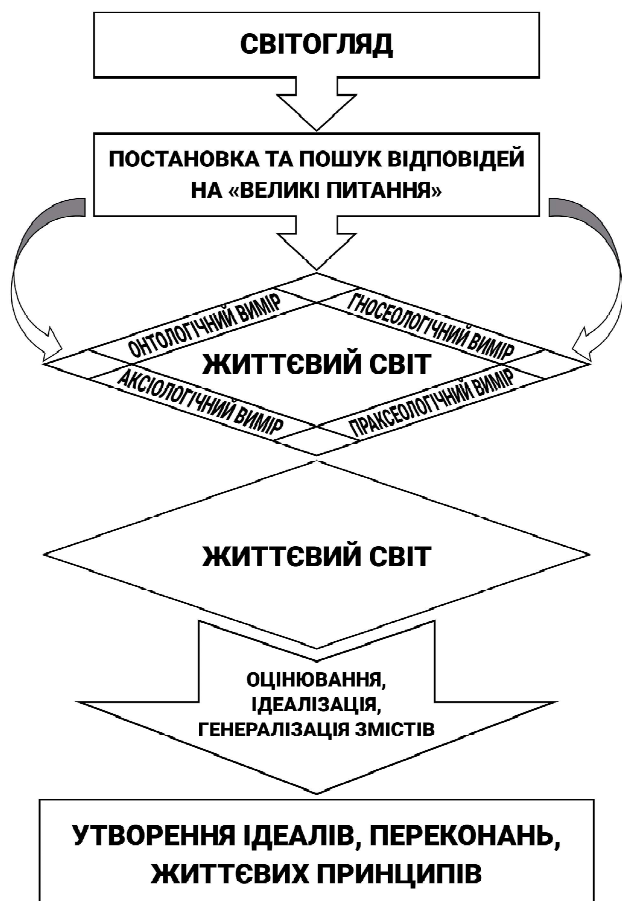 СВІТОГЛЯД
ПОСТАНОВКА ТА ПОШУК ВІДПОВІДЕЙ
НА «ВЕЛИКІ ПИТАННЯ»
ОНТОЛОГІЧНИЙ ВИМІР
ГНОСЕОЛОГІЧНИЙ ВИМІР
ЖИТТЄВИЙ СВІТ
АКСІОЛОГІЧНИЙ ВИМІР
ПРАКСЕОЛОГІЧНИЙ ВИМІР
ЖИТТЄВИЙ СВІТ
ОЦІНЮВАННЯ,
ІДЕАЛІЗАЦІЯ,
ГЕНЕРАЛІЗАЦІЯ ЗМІСТІВ
УТВОРЕННЯ ІДЕАЛІВ, ПЕРЕКОНАНЬ,
ЖИТТЄВИХ ПРИНЦИПІВ